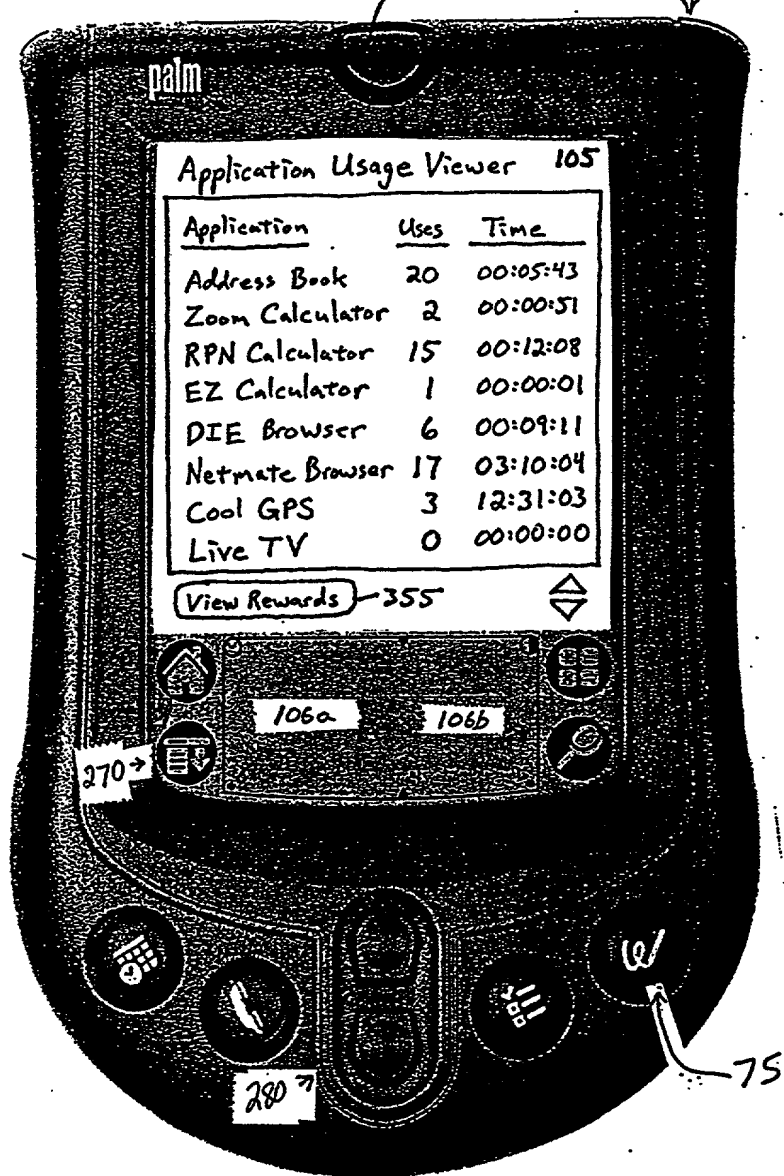 palm
Application Usage Viewer 105
Application Uses Time
Address Book 20 00:05:43
Zoom Calculator 2 00:00:51
RPN Calculator 15 00:12:08
EZ Calculator 1 00:00:01
DIE Browser 6 00:09:11
Netmate Browser 17 03:10:04
Cool GPS 3 12:31:03
Live TV 0 00:00:00
View Rewards 355
106a 106b
270
W
75
280